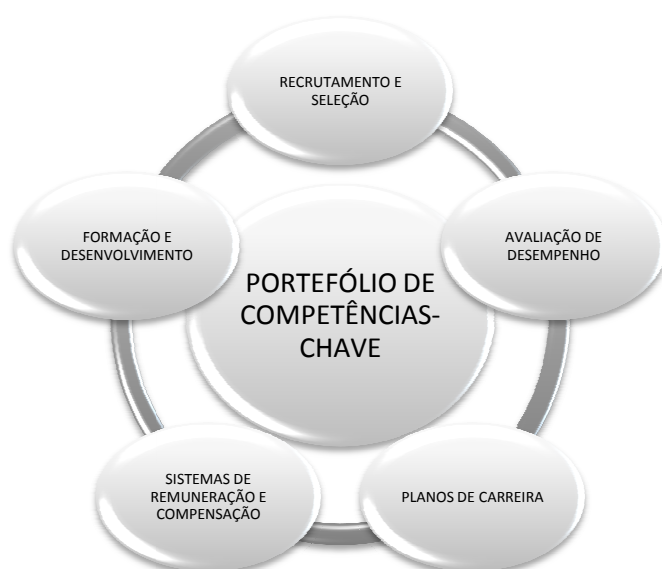 RECRUTAMENTO E
SELEÇÃO
FORMAÇÃO E
DESENVOLVIMENTO
AVALIAÇÃO DE
DESEMPENHO
PORTEFÓLIO DE
COMPETÊNCIAS-
CHAVE
SISTEMAS DE
REMUNERAÇÃO E
COMPENSAÇÃO
PLANOS DE CARREIRA